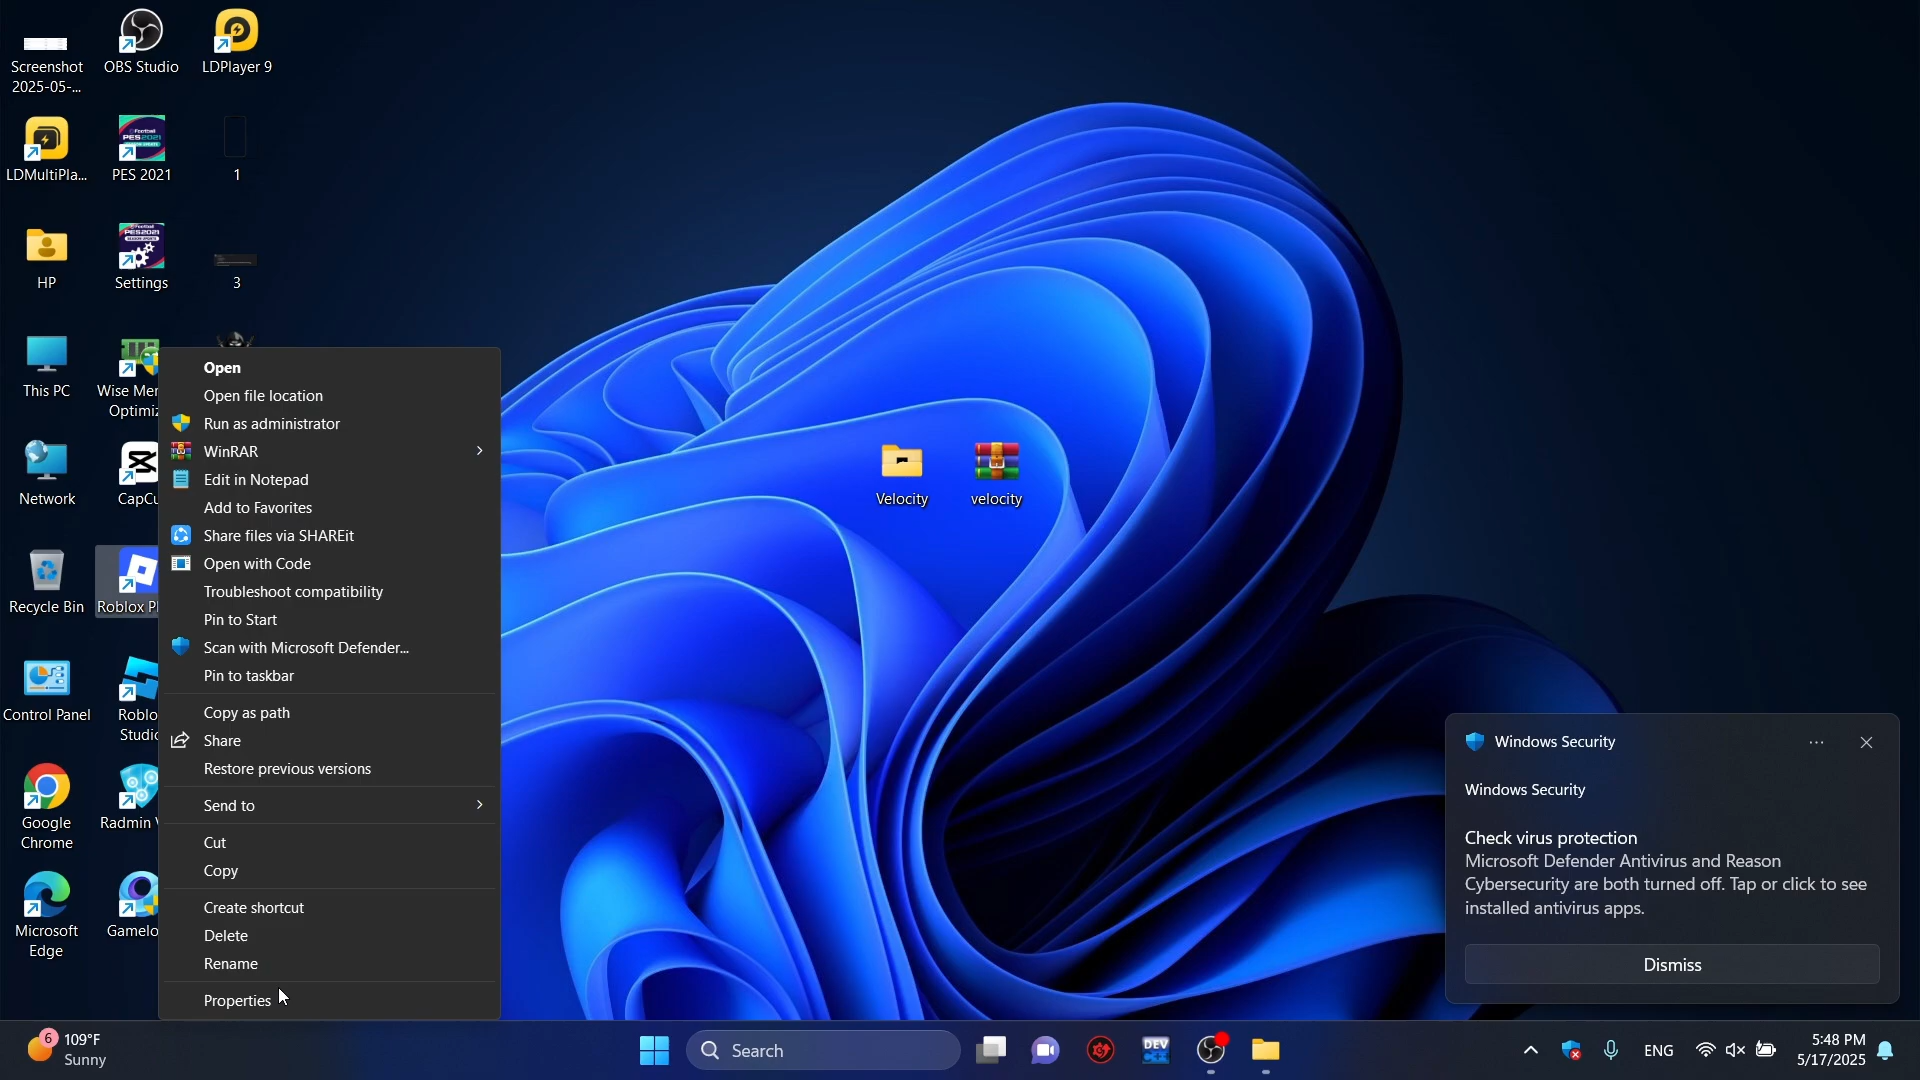 Screenshot
2025-05-...
OBS Studio
LDPlayer 9
LDMultiPla...
PES 2021
1
HP
Settings
3
This PC
Wise Mer
Optimiz
Network
CapCu
Recycle Bin
Roblox Pl
Control Panel
Roblo
Studio
Google
Chrome
Radmin V
Microsoft
Edge
Gameloo
Open
Open file location
Run as administrator
WinRAR
Edit in Notepad
Add to Favorites
Share files via SHAREit
Open with Code
Troubleshoot compatibility
Pin to Start
Scan with Microsoft Defender...
Pin to taskbar
Copy as path
Share
Restore previous versions
Send to
Cut
Copy
Create shortcut
Delete
Rename
Properties
Velocity
velocity
Windows Security
Windows Security
Check virus protection
Microsoft Defender Antivirus and Reason
Cybersecurity are both turned off. Tap or click to see
installed antivirus apps.
Dismiss
6
109°F
Sunny
Search
DEV
C++
ENG
5:48 PM
5/17/2025